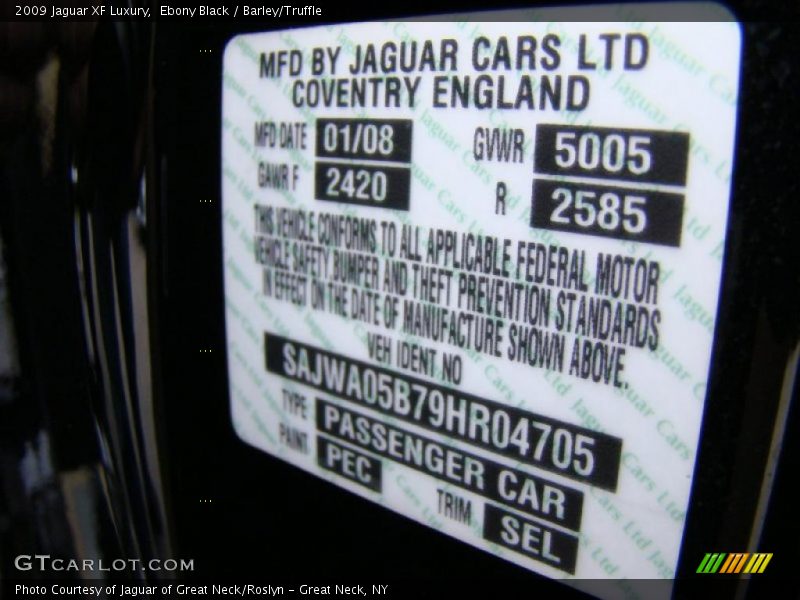 2009 Jaguar XF Luxury,  Ebony Black / Barley/Truffle
MFD BY JAGUAR CARS LTD
COVENTRY ENGLAND
MFD DATE 01/08 GVWR 5005
GAWR F 2420 R 2585
THIS VEHICLE CONFORMS TO ALL APPLICABLE FEDERAL MOTOR
VEHICLE SAFETY, BUMPER AND THEFT PREVENTION STANDARDS
IN EFFECT ON THE DATE OF MANUFACTURE SHOWN ABOVE.
VEH IDENT NO
SAJWA05B79HR04705
TYPE PASSENGER CAR
PAINT PEC TRIM SEL
GTCARLOT.COM
Photo Courtesy of Jaguar of Great Neck/Roslyn - Great Neck, NY